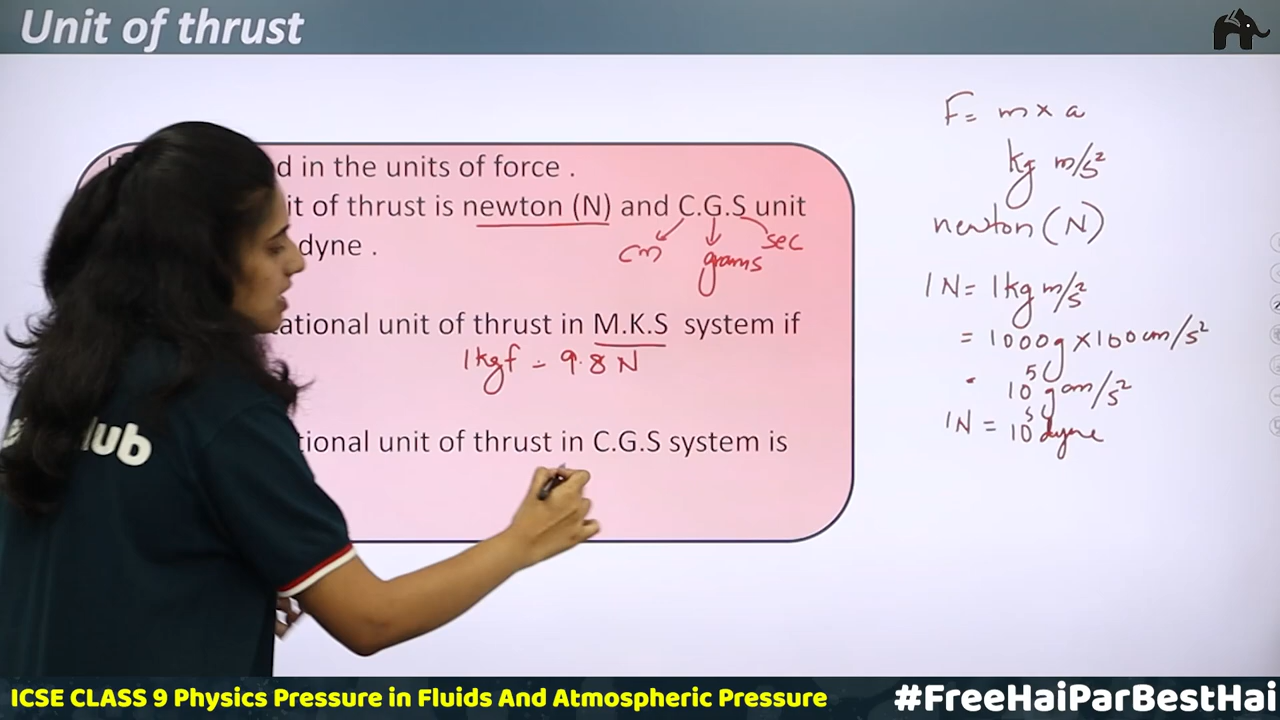 Unit of thrust
d in the units of force .
it of thrust is newton (N) and C.G.S unit
dyne .
cm grams sec
ational unit of thrust in M.K.S system if
1kgf = 9.8 N
tional unit of thrust in C.G.S system is
F = m × a
kg m/s²
newton (N)
1N = 1kg m/s²
= 1000g × 100 cm/s²
10⁵ g cm/s²
1N = 10⁵ dyne
lub
ICSE CLASS 9 Physics Pressure in Fluids And Atmospheric Pressure
#FreeHaiParBestHai